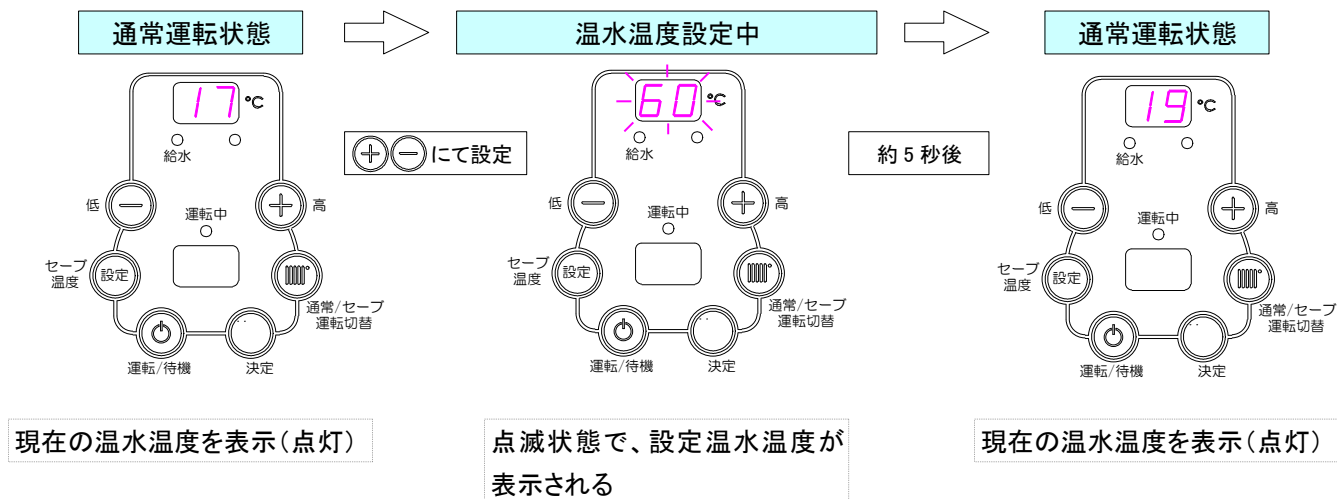 通常運転状態
温水温度設定中
通常運転状態
17 ℃
給水
低
高
運転中
セーブ
温度
設定
通常/セーブ
運転切替
運転/待機
決定
+ - にて設定
60 ℃
給水
低
高
運転中
セーブ
温度
設定
通常/セーブ
運転切替
運転/待機
決定
約5秒後
19 ℃
給水
低
高
運転中
セーブ
温度
設定
通常/セーブ
運転切替
運転/待機
決定
現在の温水温度を表示(点灯)
点滅状態で、設定温水温度が
表示される
現在の温水温度を表示(点灯)